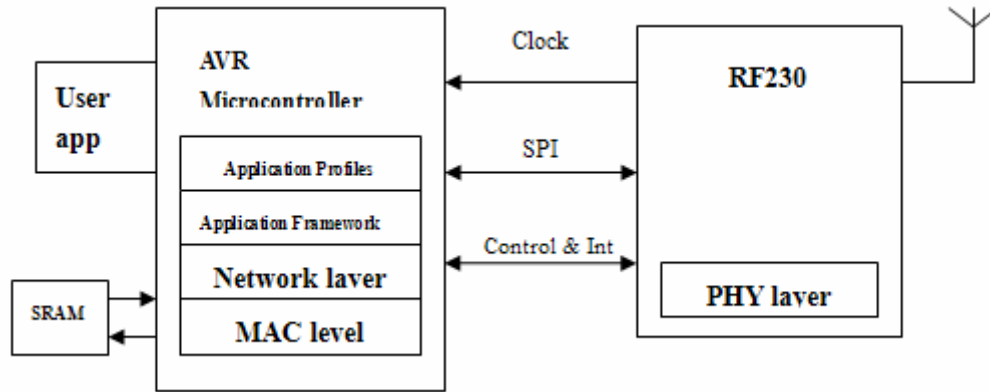 Clock
AVR
Microcontroller
RF230
User
app
SPI
Application Profiles
Application Framework
Control & Int
Network laver
PHY laver
SRAM
MAC level